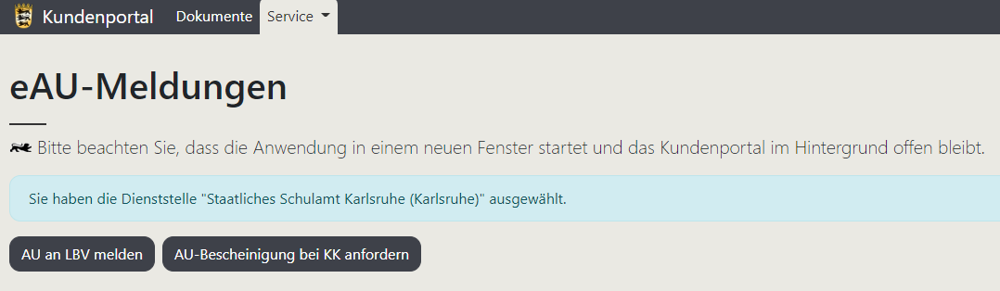 Kundenportal Dokumente Service
eAU-Meldungen
Bitte beachten Sie, dass die Anwendung in einem neuen Fenster startet und das Kundenportal im Hintergrund offen bleibt.
Sie haben die Dienststelle "Staatliches Schulamt Karlsruhe (Karlsruhe)" ausgewählt.
AU an LBV melden AU-Bescheinigung bei KK anfordern